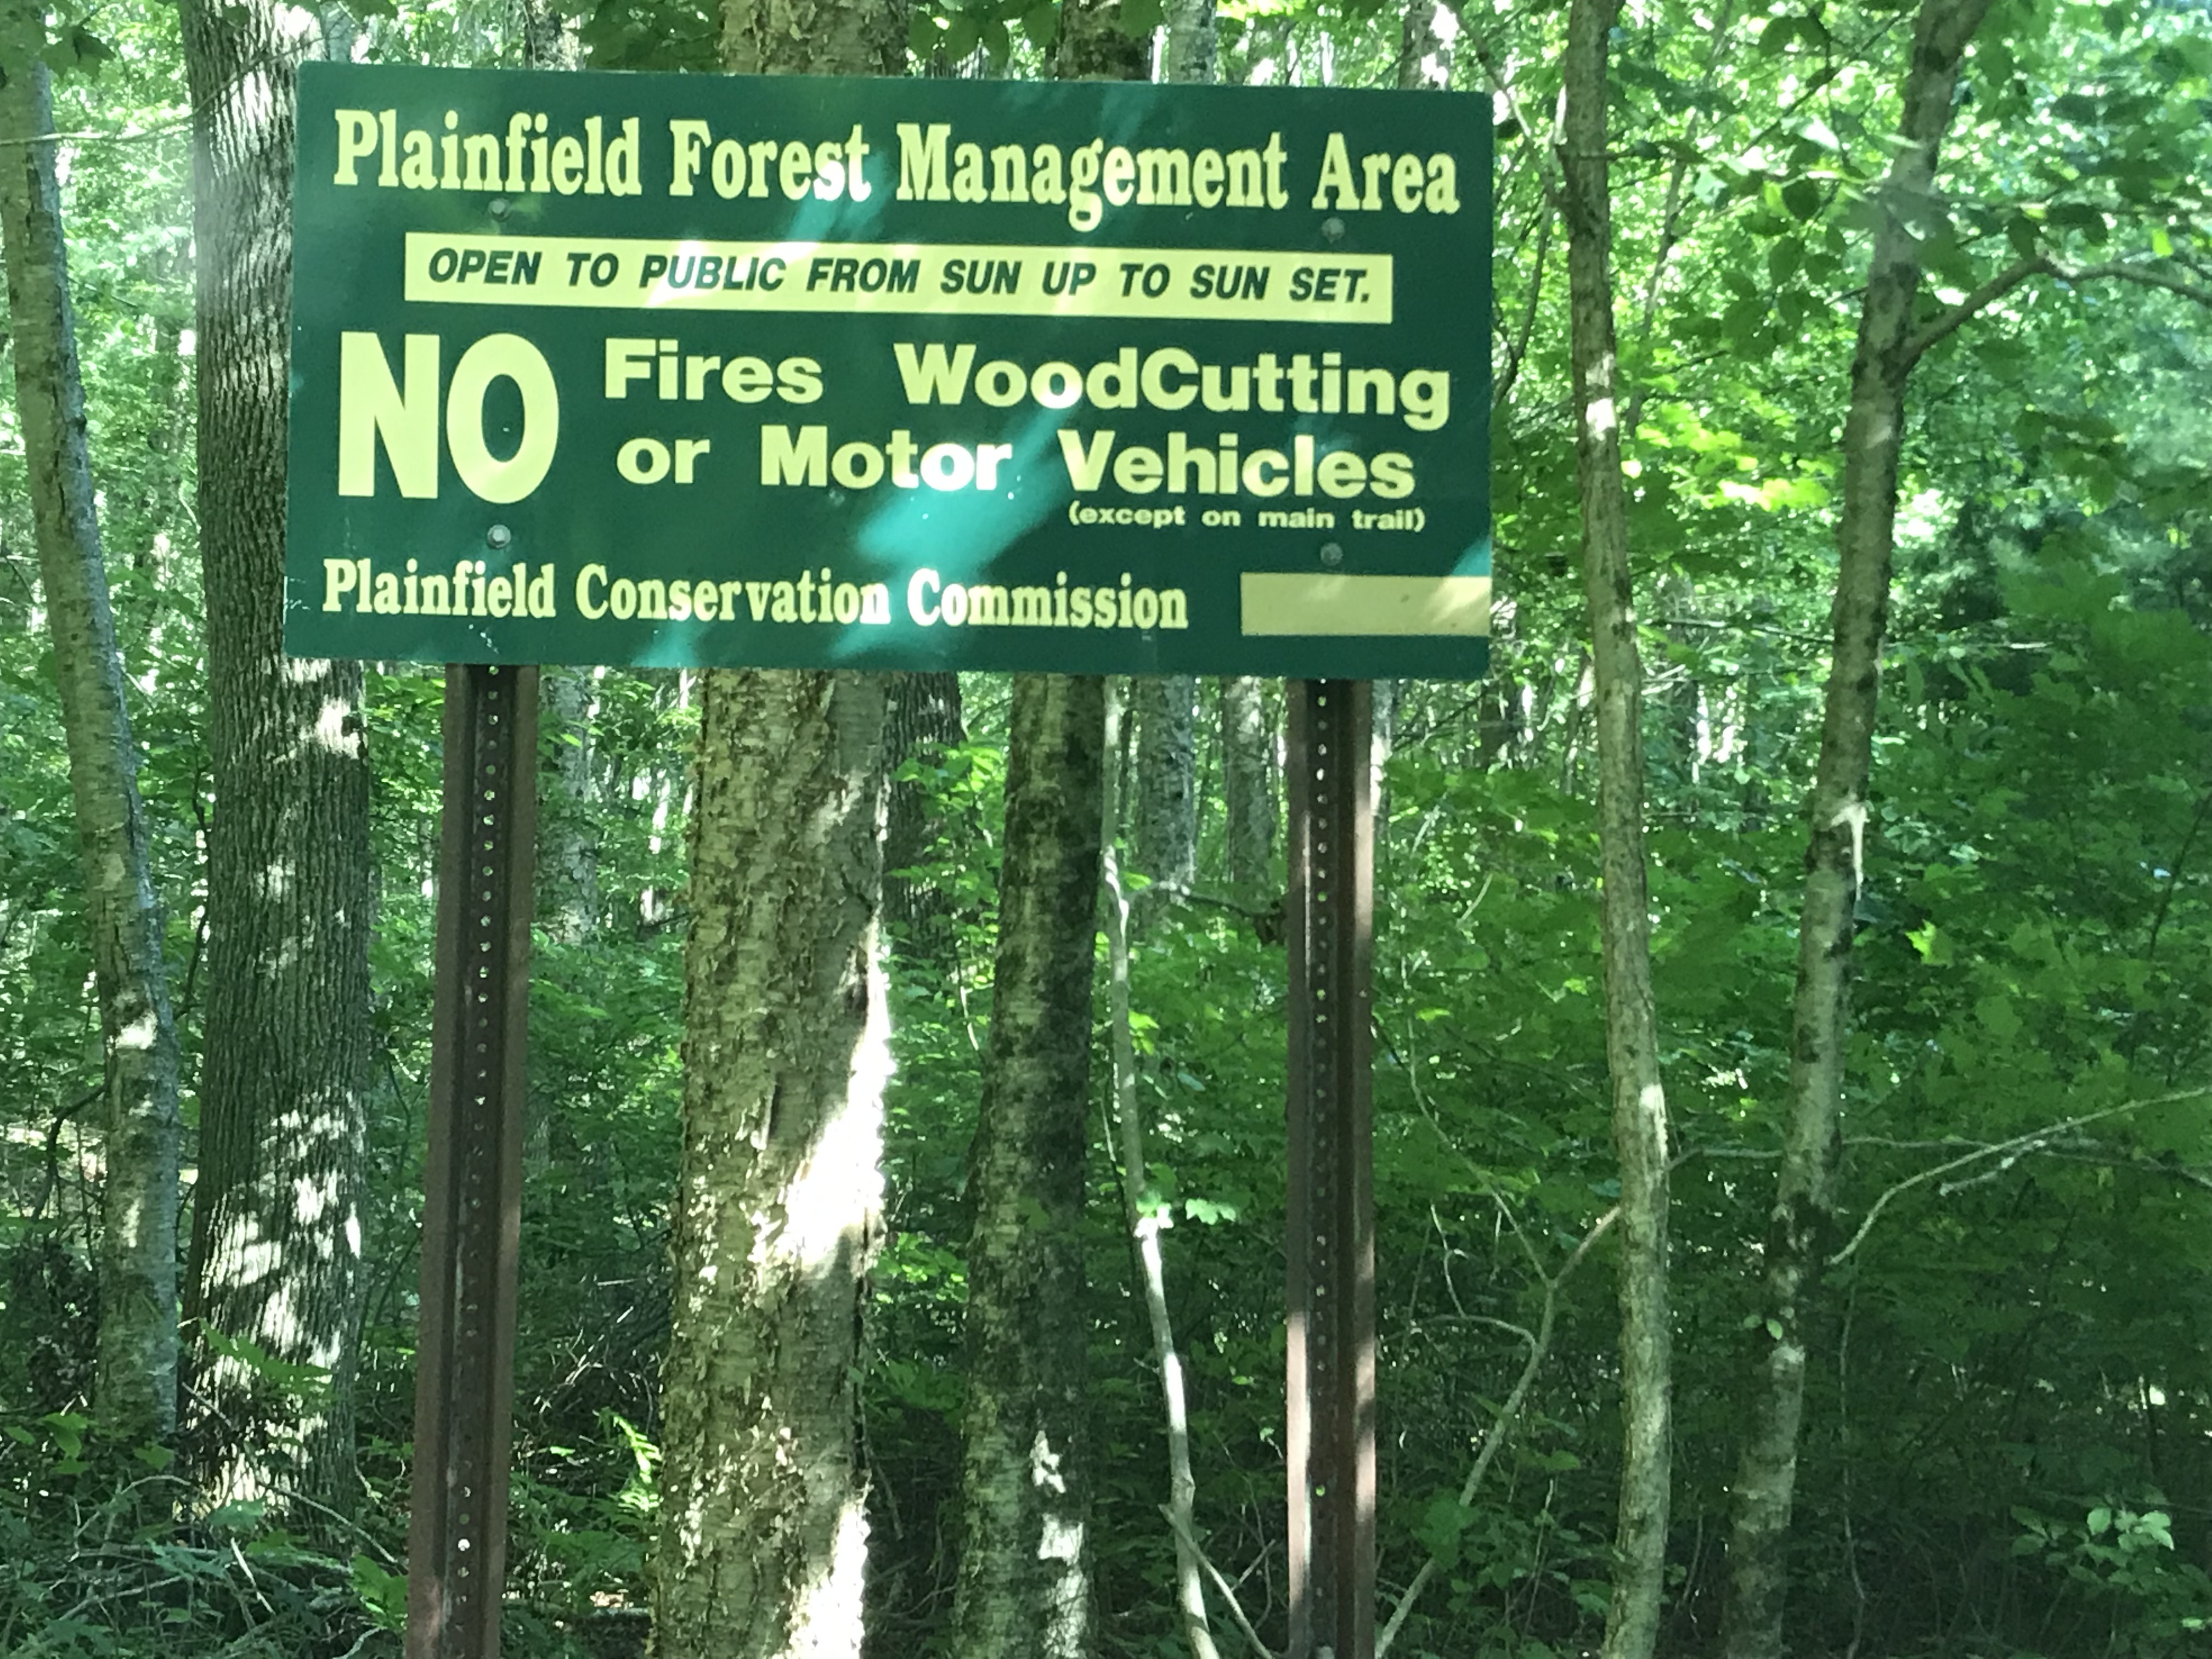 Plainfield Forest Management Area
OPEN TO PUBLIC FROM SUN UP TO SUN SET.
NO Fires WoodCutting
or Motor Vehicles
(except on main trail)
Plainfield Conservation Commission